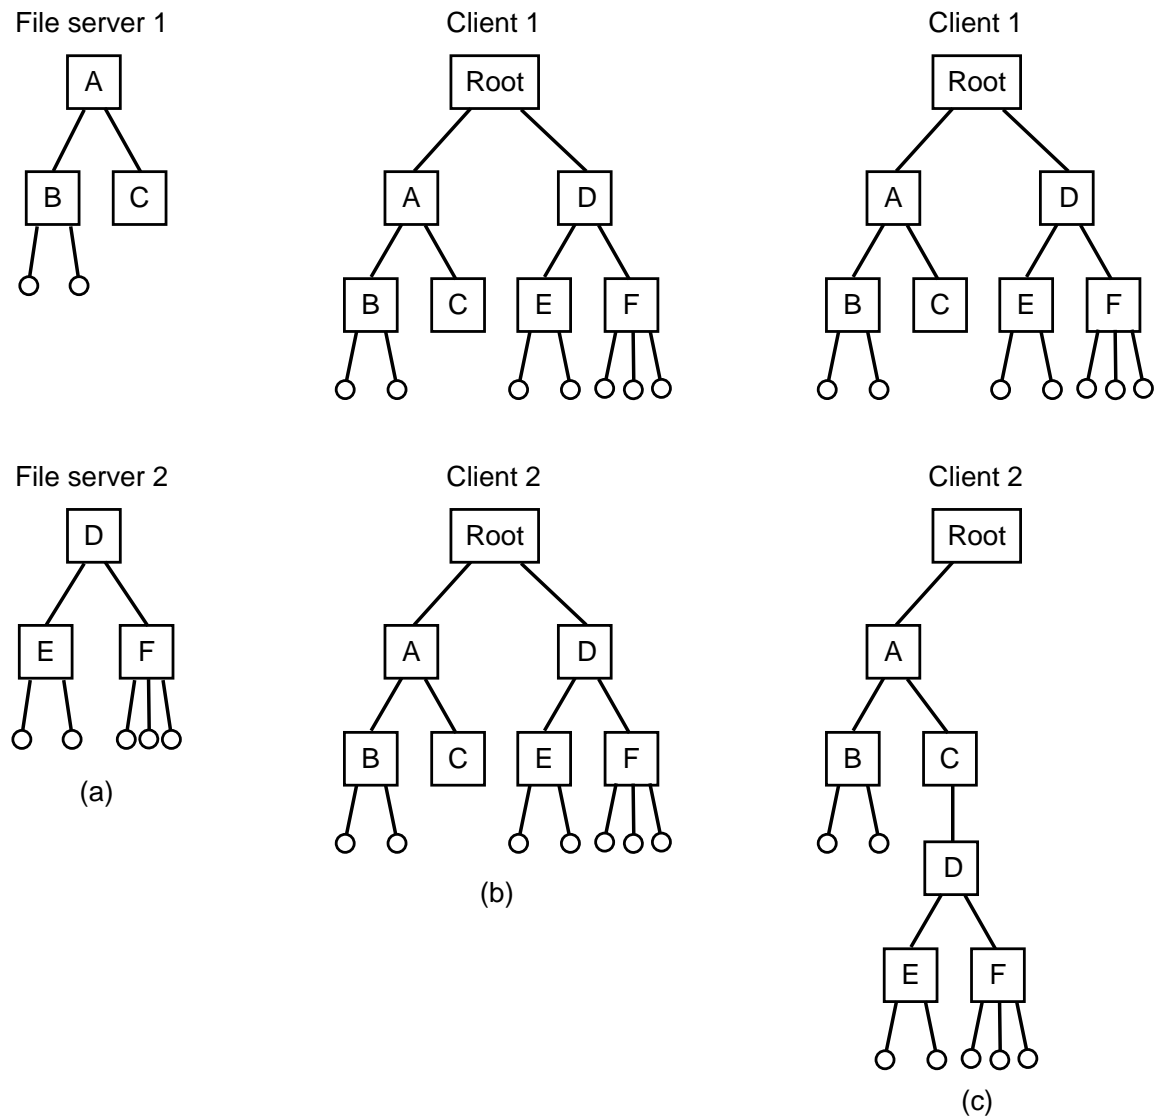 File server 1
Client 1
Client 1
A
Root
Root
B
C
A
D
A
D
B
C
E
F
B
C
E
F
File server 2
Client 2
Client 2
D
Root
Root
E
F
A
D
A
B
C
E
F
B
C
(a)
D
(b)
E
F
(c)